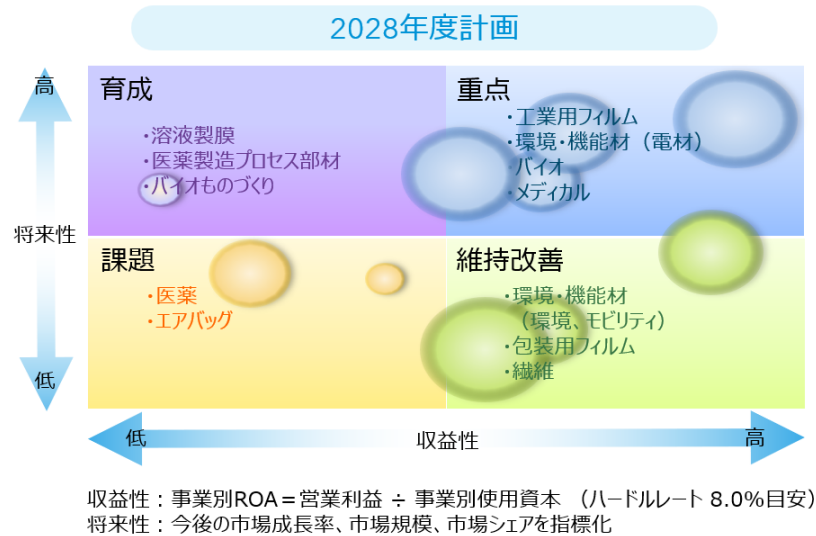 2028年度計画
高
将来性
低
育成
・溶液製膜
・医薬製造プロセス部材
・バイオものづくり
重点
・工業用フィルム
・環境・機能材（電材）
・バイオ
・メディカル
課題
・医薬
・エアバッグ
維持改善
・環境・機能材
（環境、モビリティ）
・包装用フィルム
・繊維
低
収益性
高
収益性：事業別ROA＝営業利益 ÷ 事業別使用資本 （ハードルレート 8.0%目安）
将来性：今後の市場成長率、市場規模、市場シェアを指標化